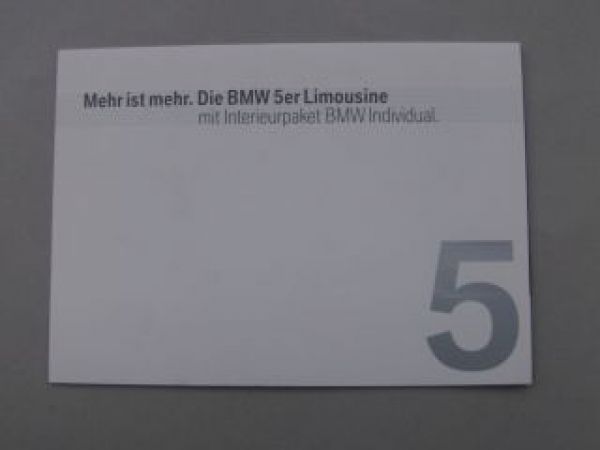 Mehr ist mehr. Die BMW 5er Limousine
mit Interieurpaket BMW Individual.
5